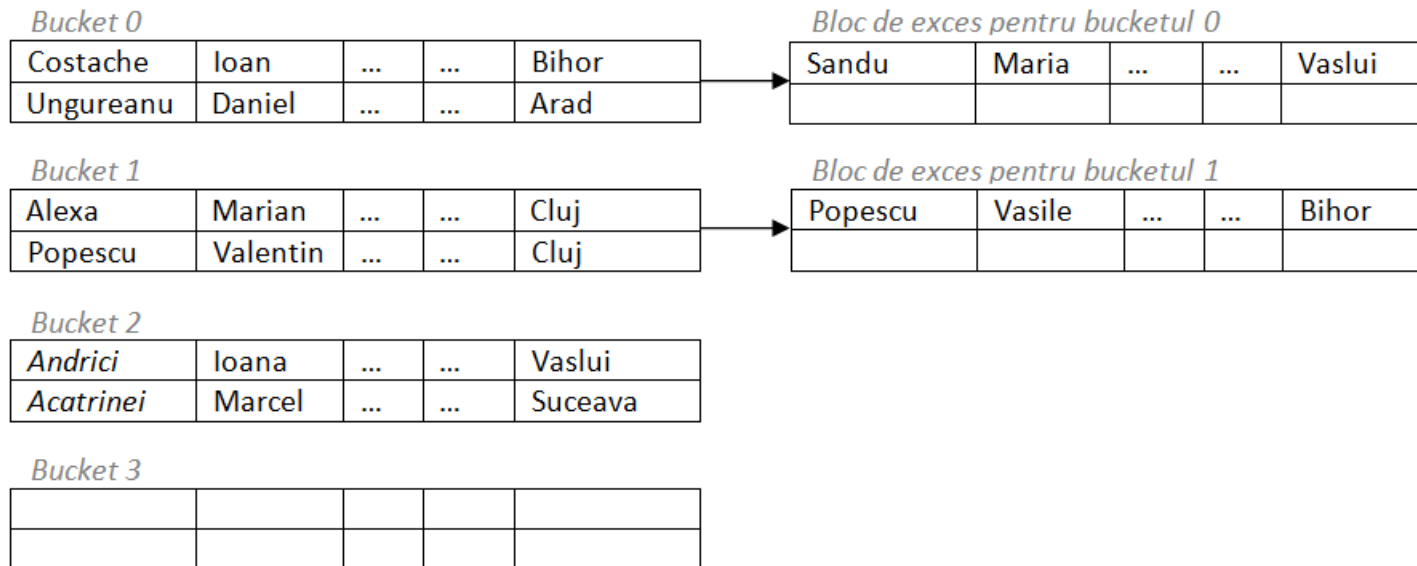 Bucket 0
Costache Ioan ... ... Bihor
Ungureanu Daniel ... ... Arad
Bloc de exces pentru bucketul 0
Sandu Maria ... ... Vaslui
Bucket 1
Alexa Marian ... ... Cluj
Popescu Valentin ... ... Cluj
Bloc de exces pentru bucketul 1
Popescu Vasile ... ... Bihor
Bucket 2
Andrici Ioana ... ... Vaslui
Acatrinei Marcel ... ... Suceava
Bucket 3